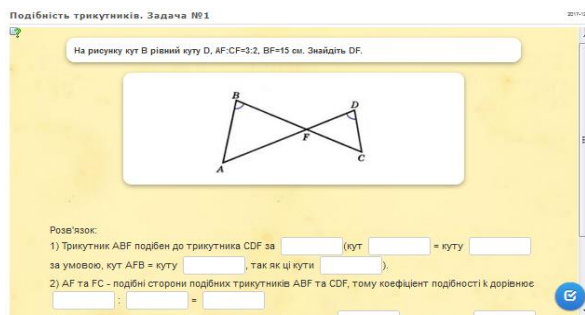 Подібність трикутників. Задача №1
На рисунку кут В рівний куту D, AF:CF=3:2, BF=15 см. Знайдіть DF.
B
D
F
A
C
Розв'язок:
1) Трикутник ABF подібен до трикутника CDF за (кут = куту
за умовою, кут AFB = куту , так як ці кути ).
2) AF та FC - подібні сторони подібних трикутників ABF та CDF, тому коефіцієнт подібності k дорівнює
: =